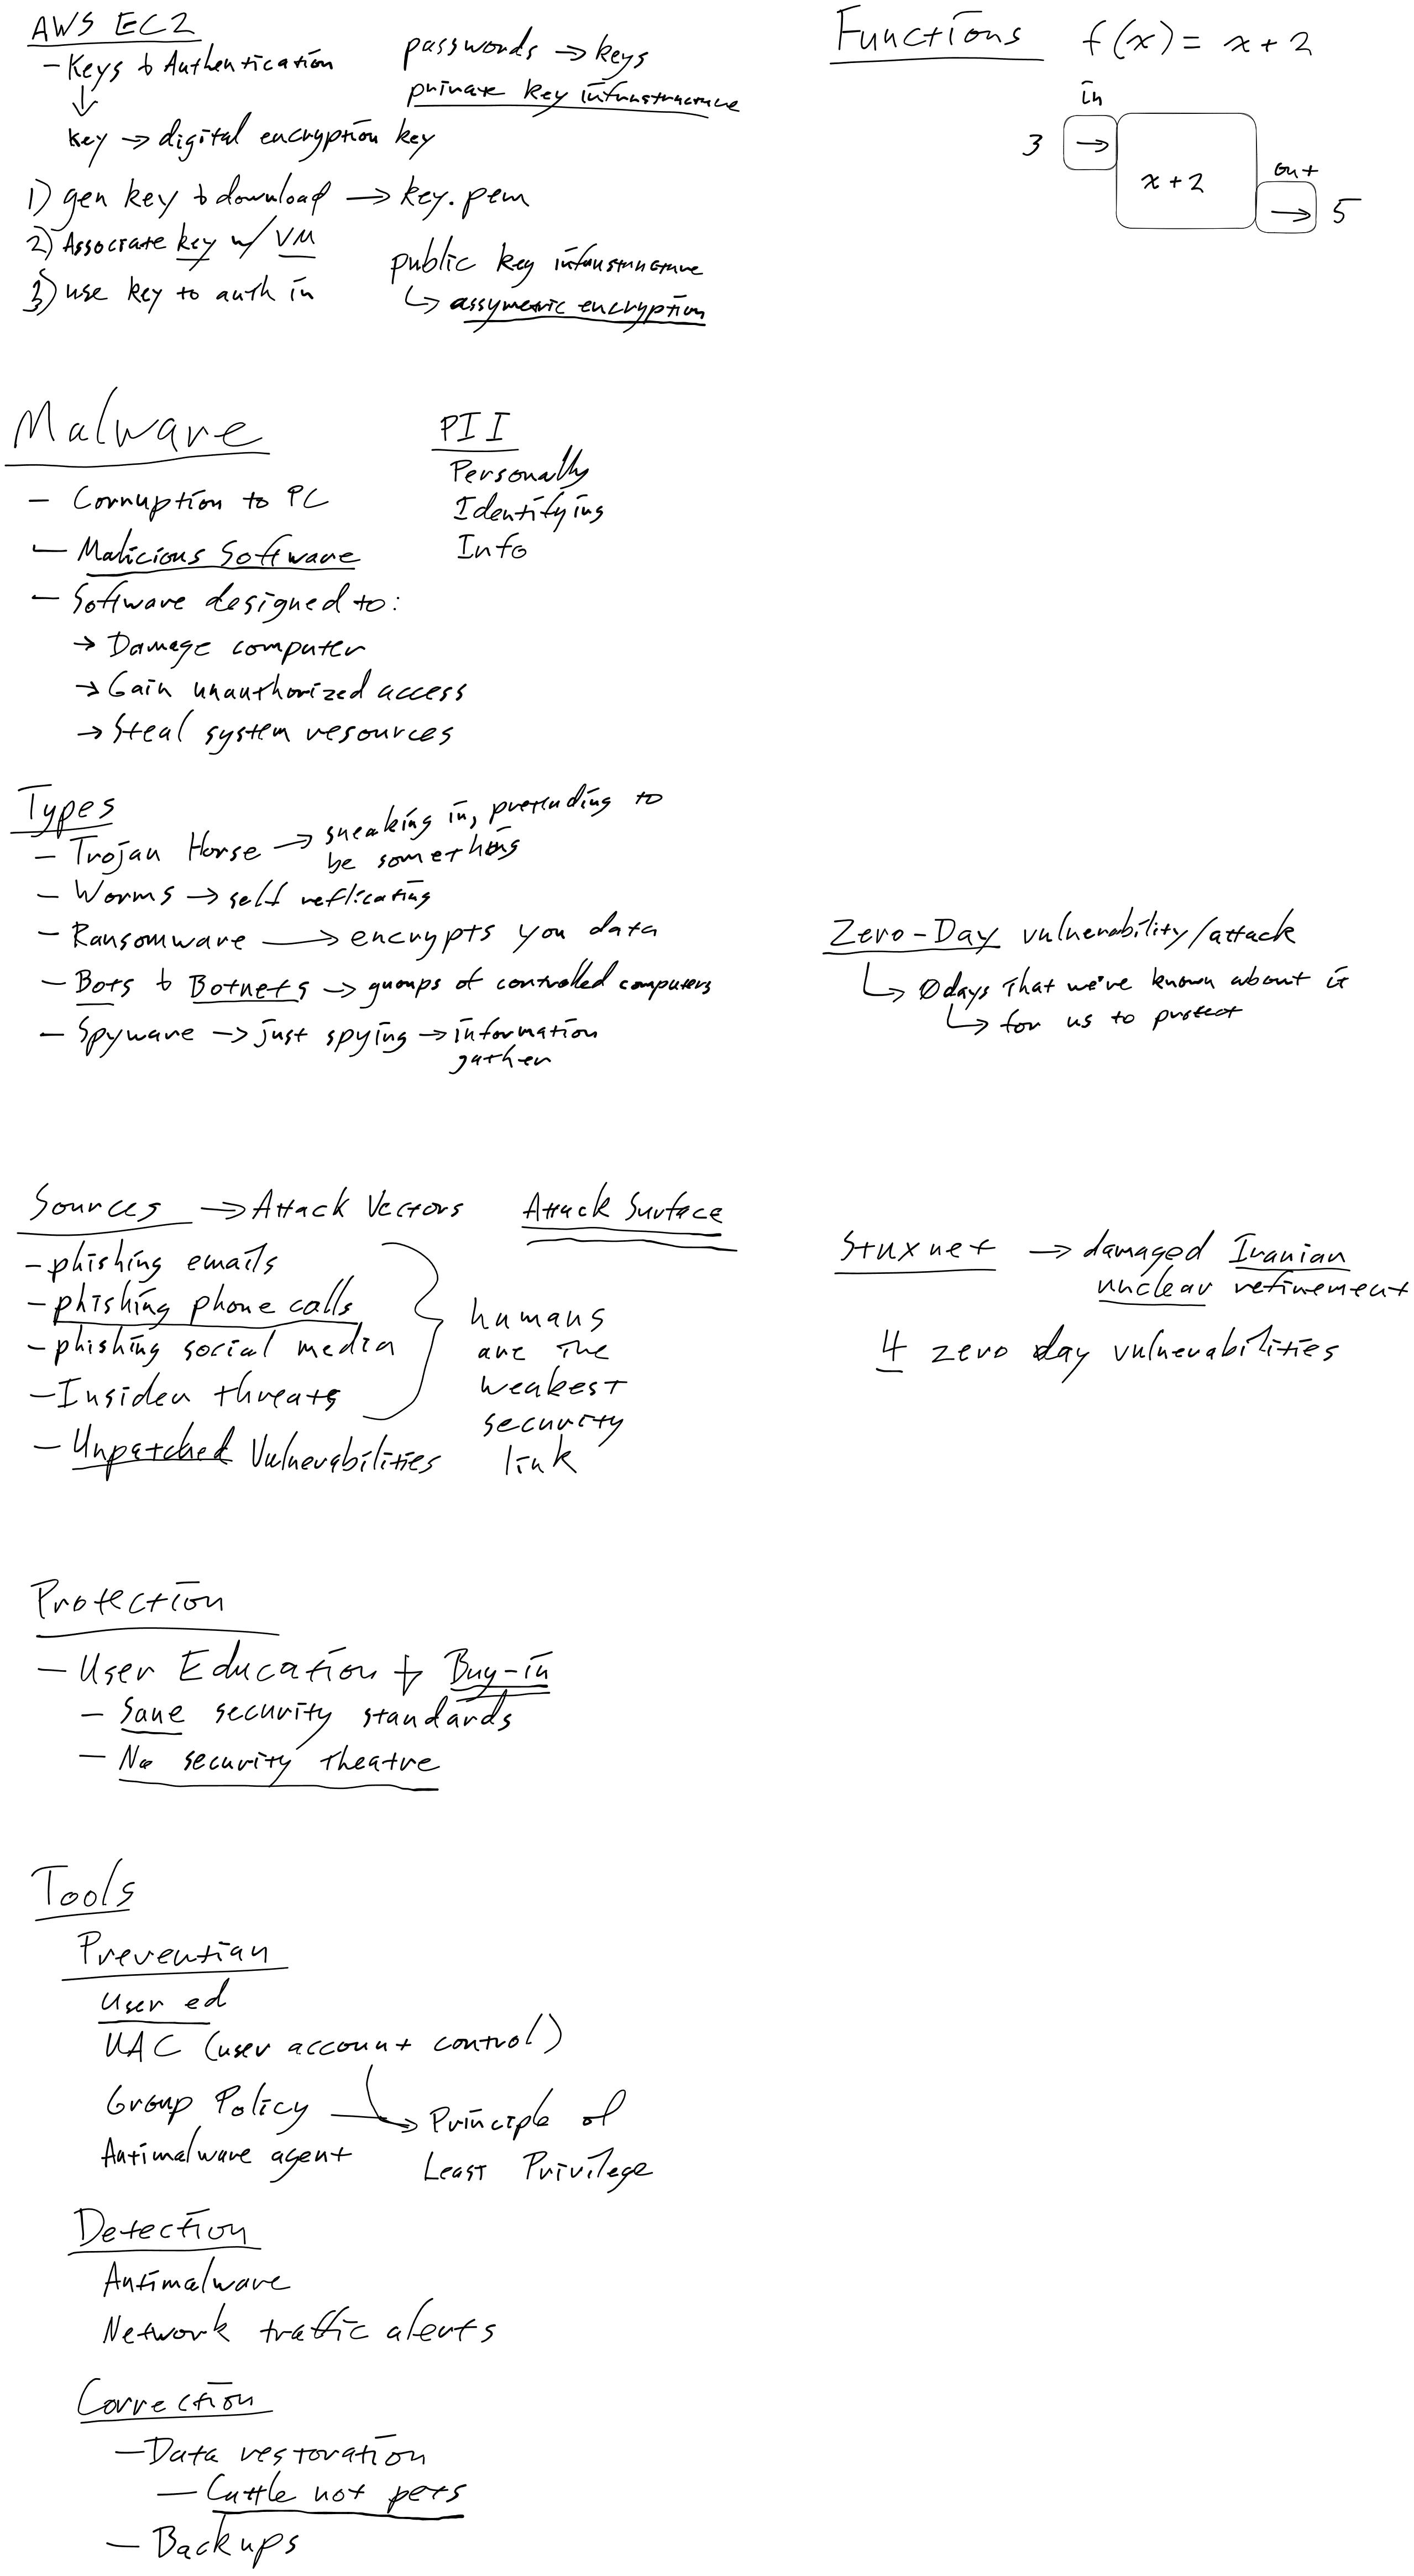 AWS EC2
- Keys & Authentication
↓
key → digital encryption key
passwords → keys
private key infrastructure
1) gen key & download → key.pem
2) Associate key w/ VM
3) use key to auth in
public key infrastructure
↳ assymetric encryption
Functions f(x) = x + 2
in
3 →
x + 2
out
→ 5
Malware
- Corruption to PC
- Malicious Software
- Software designed to:
→ Damage computer
→ Gain unauthorized access
→ Steal system resources
PII
Personally
Identifying
Info
Types
- Trojan Horse → sneaking in, pretending to
be something
- Worms → self replicating
- Ransomware → encrypts you data
- Bots & Botnets → groups of controlled computers
- Spyware → just spying → information
gather
Zero-Day vulnerability/attack
↳ 0 days that we've known about it
↳ for us to protect
Sources → Attack Vectors Attack Surface
- phishing emails
- phishing phone calls
- phishing social media
- Insider threats
- Unpatched Vulnerabilities
humans
are the
weakest
security
link
Stuxnet → damaged Iranian
nuclear refinement
4 zero day vulnerabilities
Protection
- User Education & Buy-in
- Sane security standards
- No security theatre
Tools
Prevention
User ed
UAC (user account control)
Group Policy → Principle of
Least Privilege
Antimalware agent
Detection
Antimalware
Network traffic alerts
Correction
- Data restoration
- Cattle not pets
- Backups